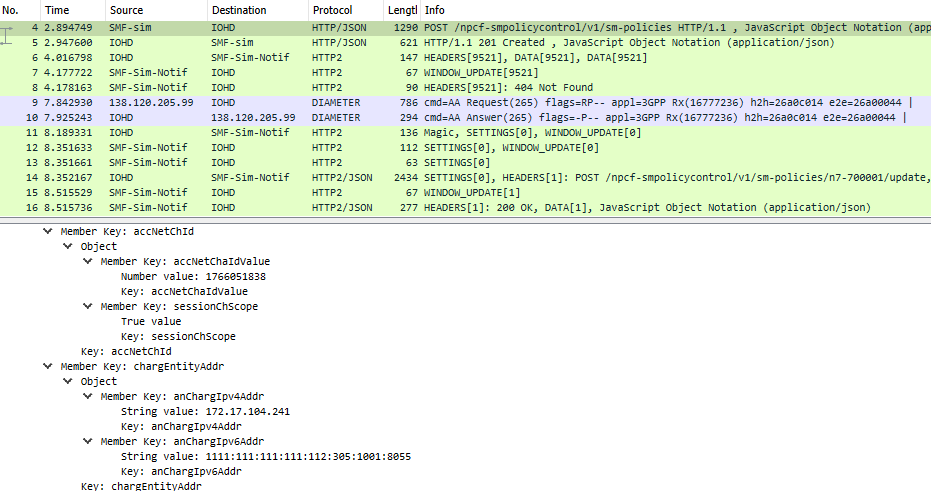 No. Time Source Destination Protocol Lengtl Info
4 2.894749 SMF-sim IOHD HTTP/JSON 1290 POST /npcf-smpolicycontrol/v1/sm-policies HTTP/1.1 , JavaScript Object Notation (app
5 2.947600 IOHD SMF-sim HTTP/JSON 621 HTTP/1.1 201 Created , JavaScript Object Notation (application/json)
6 4.016798 IOHD SMF-Sim-Notif HTTP2 147 HEADERS[9521], DATA[9521], DATA[9521]
7 4.177722 SMF-Sim-Notif IOHD HTTP2 67 WINDOW_UPDATE[9521]
8 4.178163 SMF-Sim-Notif IOHD HTTP2 90 HEADERS[9521]: 404 Not Found
9 7.842930 138.120.205.99 IOHD DIAMETER 786 cmd=AA Request(265) flags=RP-- appl=3GPP Rx(16777236) h2h=26a0c014 e2e=26a00044 |
10 7.925243 IOHD 138.120.205.99 DIAMETER 294 cmd=AA Answer(265) flags=-P-- appl=3GPP Rx(16777236) h2h=26a0c014 e2e=26a00044 |
11 8.189331 IOHD SMF-Sim-Notif HTTP2 136 Magic, SETTINGS[0], WINDOW_UPDATE[0]
12 8.351633 SMF-Sim-Notif IOHD HTTP2 112 SETTINGS[0], WINDOW_UPDATE[0]
13 8.351661 SMF-Sim-Notif IOHD HTTP2 63 SETTINGS[0]
14 8.352167 IOHD SMF-Sim-Notif HTTP2/JSON 2434 SETTINGS[0], HEADERS[1]: POST /npcf-smpolicycontrol/v1/sm-policies/n7-700001/update,
15 8.515529 SMF-Sim-Notif IOHD HTTP2 67 WINDOW_UPDATE[1]
16 8.515736 SMF-Sim-Notif IOHD HTTP2/JSON 277 HEADERS[1]: 200 OK, DATA[1], JavaScript Object Notation (application/json)
Member Key: accNetChId
Object
Member Key: accNetChaIdValue
Number value: 1766051838
Key: accNetChaIdValue
Member Key: sessionChScope
True value
Key: sessionChScope
Key: accNetChId
Member Key: chargEntityAddr
Object
Member Key: anChargIpv4Addr
String value: 172.17.104.241
Key: anChargIpv4Addr
Member Key: anChargIpv6Addr
String value: 1111:111:111:111:112:305:1001:8055
Key: anChargIpv6Addr
Key: chargEntityAddr